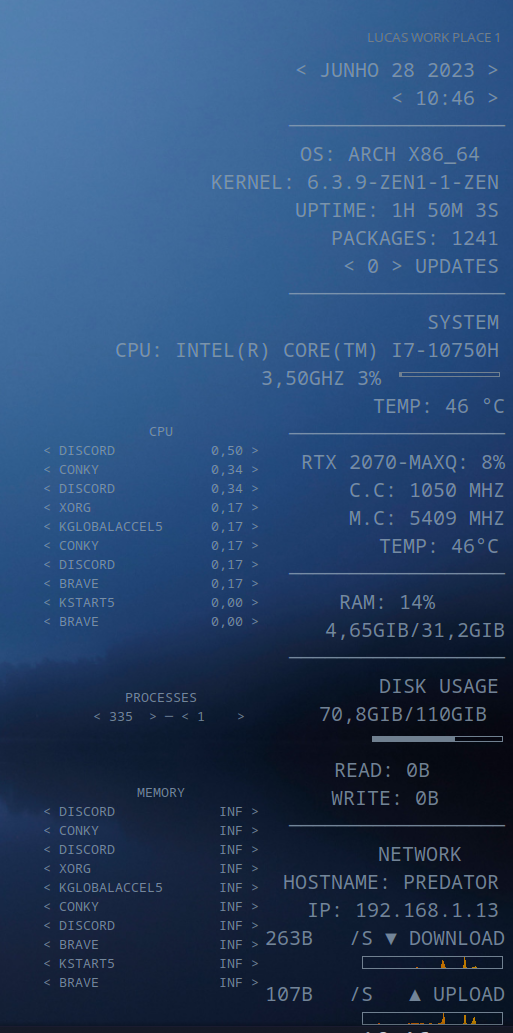 LUCAS WORK PLACE 1
< JUNHO 28 2023 >
< 10:46 >
OS: ARCH X86_64
KERNEL: 6.3.9-ZEN1-1-ZEN
UPTIME: 1H 50M 3S
PACKAGES: 1241
< 0 > UPDATES
SYSTEM
CPU: INTEL(R) CORE(TM) I7-10750H
3,50GHZ 3%
TEMP: 46 °C
RTX 2070-MAXQ: 8%
C.C: 1050 MHZ
M.C: 5409 MHZ
TEMP: 46°C
RAM: 14%
4,65GIB/31,2GIB
DISK USAGE
70,8GIB/110GIB
READ: 0B
WRITE: 0B
NETWORK
HOSTNAME: PREDATOR
IP: 192.168.1.13
263B /S ▼ DOWNLOAD
107B /S ▲ UPLOAD
CPU
< DISCORD 0,50 >
< CONKY 0,34 >
< DISCORD 0,34 >
< XORG 0,17 >
< KGLOBALACCEL5 0,17 >
< CONKY 0,17 >
< DISCORD 0,17 >
< BRAVE 0,17 >
< KSTART5 0,00 >
< BRAVE 0,00 >
PROCESSES
< 335 > — < 1 >
MEMORY
< DISCORD INF >
< CONKY INF >
< DISCORD INF >
< XORG INF >
< KGLOBALACCEL5 INF >
< CONKY INF >
< DISCORD INF >
< BRAVE INF >
< KSTART5 INF >
< BRAVE INF >